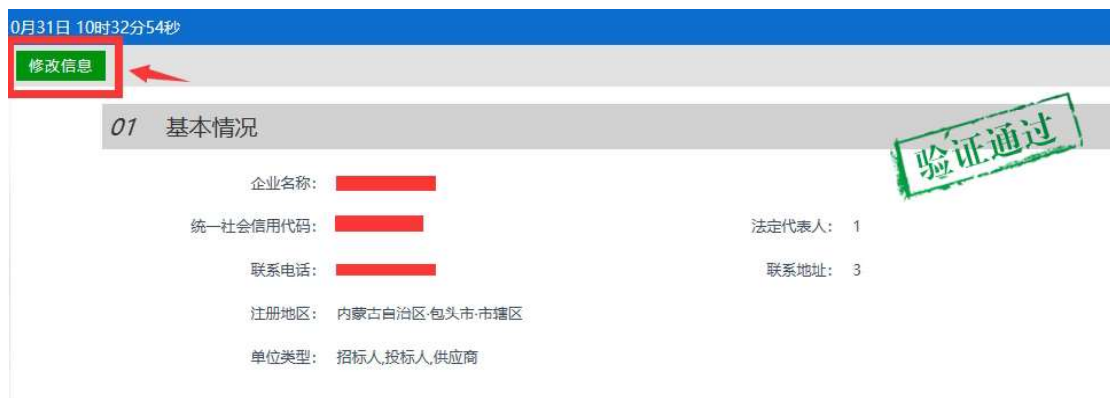 0月31日 10时32分54秒
修改信息
01 基本情况
验证通过
企业名称：
统一社会信用代码： 法定代表人： 1
联系电话： 联系地址： 3
注册地区： 内蒙古自治区·包头市·市辖区
单位类型： 招标人,投标人,供应商